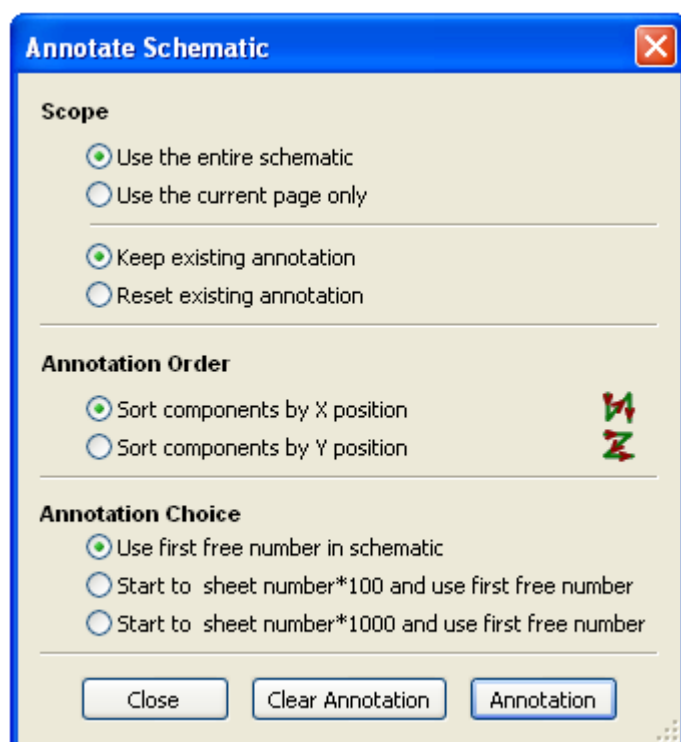 Annotate Schematic
Scope
Use the entire schematic
Use the current page only
Keep existing annotation
Reset existing annotation
Annotation Order
Sort components by X position
Sort components by Y position
Annotation Choice
Use first free number in schematic
Start to  sheet number*100 and use first free number
Start to  sheet number*1000 and use first free number
Close Clear Annotation Annotation